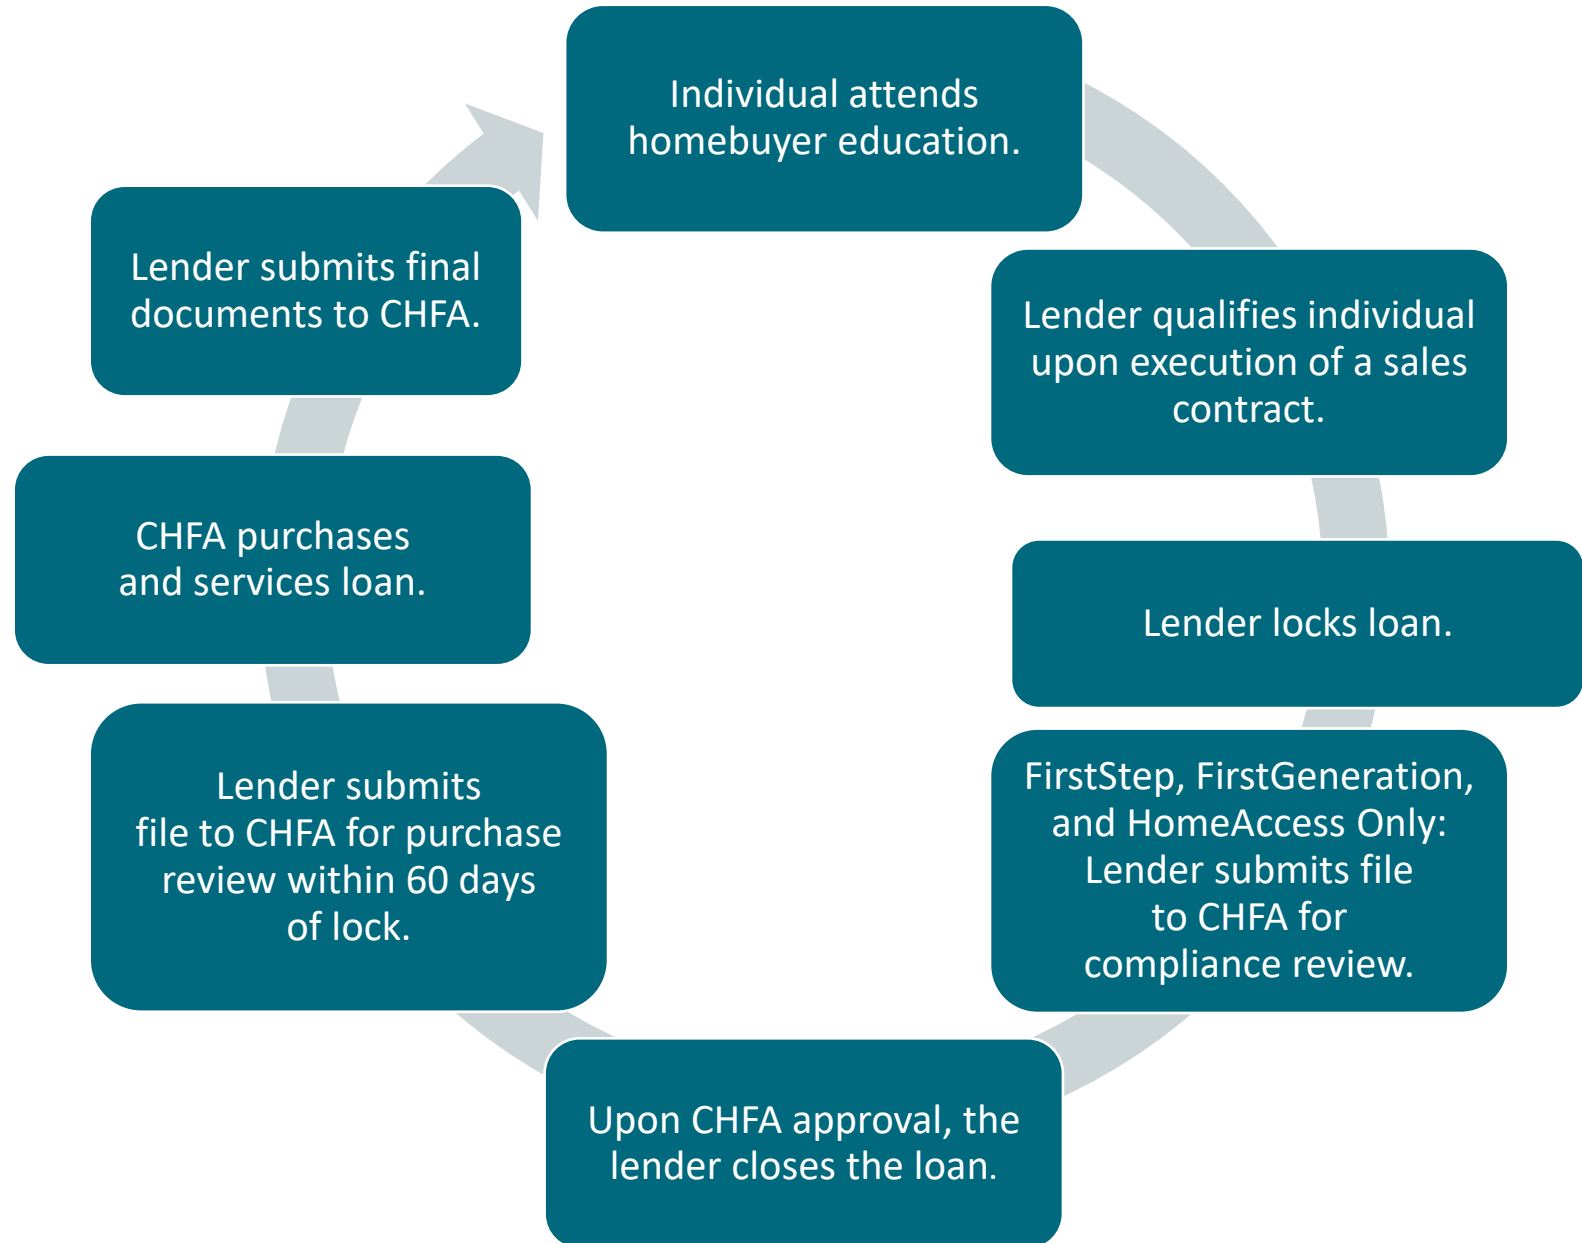 Individual attends
homebuyer education.
Lender qualifies individual
upon execution of a sales
contract.
Lender locks loan.
FirstStep, FirstGeneration,
and HomeAccess Only:
Lender submits file
to CHFA for
compliance review.
Upon CHFA approval, the
lender closes the loan.
Lender submits
file to CHFA for purchase
review within 60 days
of lock.
CHFA purchases
and services loan.
Lender submits final
documents to CHFA.